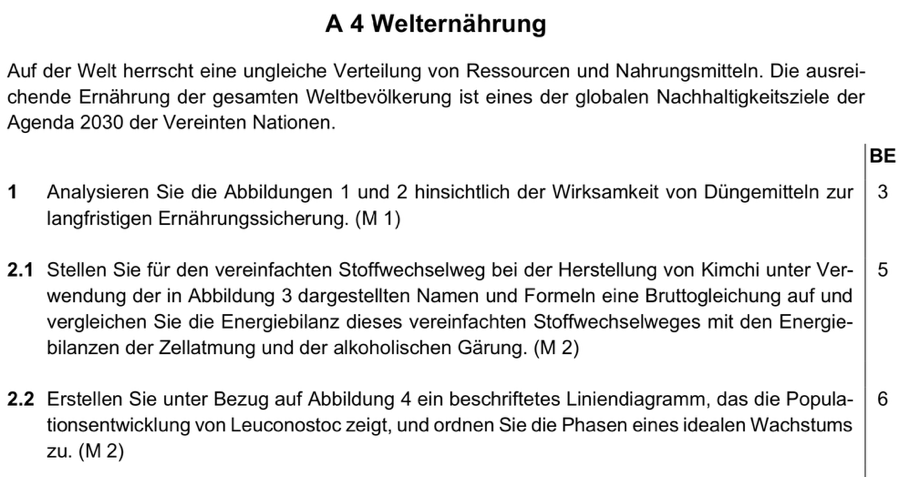 A 4 Welternährung
Auf der Welt herrscht eine ungleiche Verteilung von Ressourcen und Nahrungsmitteln. Die ausrei-
chende Ernährung der gesamten Weltbevölkerung ist eines der globalen Nachhaltigkeitsziele der
Agenda 2030 der Vereinten Nationen.
BE
1 Analysieren Sie die Abbildungen 1 und 2 hinsichtlich der Wirksamkeit von Düngemitteln zur 3
langfristigen Ernährungssicherung. (M 1)
2.1 Stellen Sie für den vereinfachten Stoffwechselweg bei der Herstellung von Kimchi unter Ver- 5
wendung der in Abbildung 3 dargestellten Namen und Formeln eine Bruttogleichung auf und
vergleichen Sie die Energiebilanz dieses vereinfachten Stoffwechselweges mit den Energie-
bilanzen der Zellatmung und der alkoholischen Gärung. (M 2)
2.2 Erstellen Sie unter Bezug auf Abbildung 4 ein beschriftetes Liniendiagramm, das die Popula- 6
tionsentwicklung von Leuconostoc zeigt, und ordnen Sie die Phasen eines idealen Wachstums
zu. (M 2)